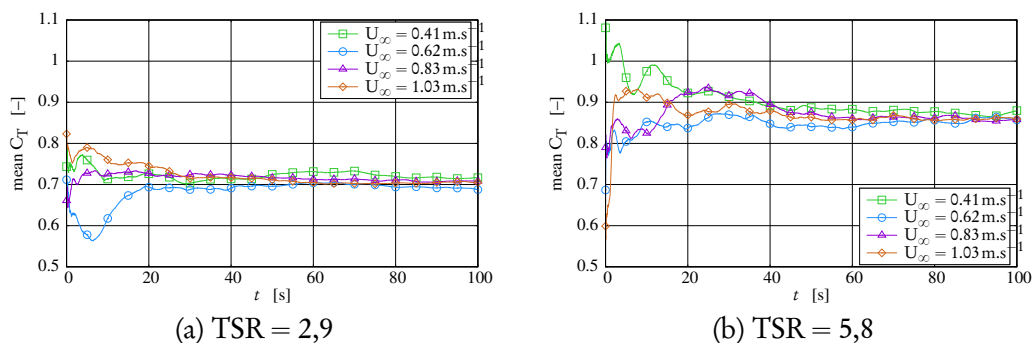 1.1
1
0.9
0.8
0.7
0.6
0.5
mean C_T [−]
0 20 40 60 80 100
t [s]
U∞ = 0.41 m.s⁻¹
U∞ = 0.62 m.s⁻¹
U∞ = 0.83 m.s⁻¹
U∞ = 1.03 m.s⁻¹
(a) TSR = 2,9
1.1
1
0.9
0.8
0.7
0.6
0.5
mean C_T [−]
0 20 40 60 80 100
t [s]
U∞ = 0.41 m.s⁻¹
U∞ = 0.62 m.s⁻¹
U∞ = 0.83 m.s⁻¹
U∞ = 1.03 m.s⁻¹
(b) TSR = 5,8